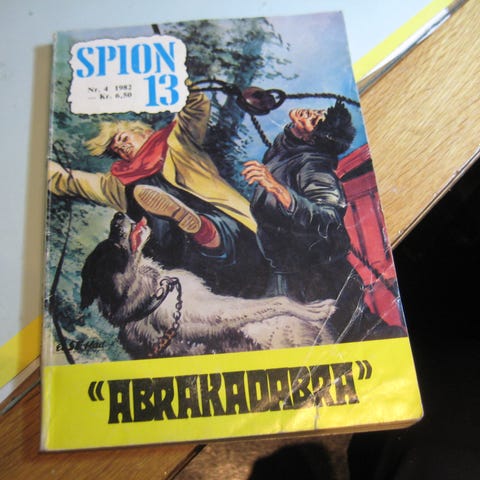 SPION
13
Nr. 4 1982
— Kr. 6,50
"ABRAKADABRA"